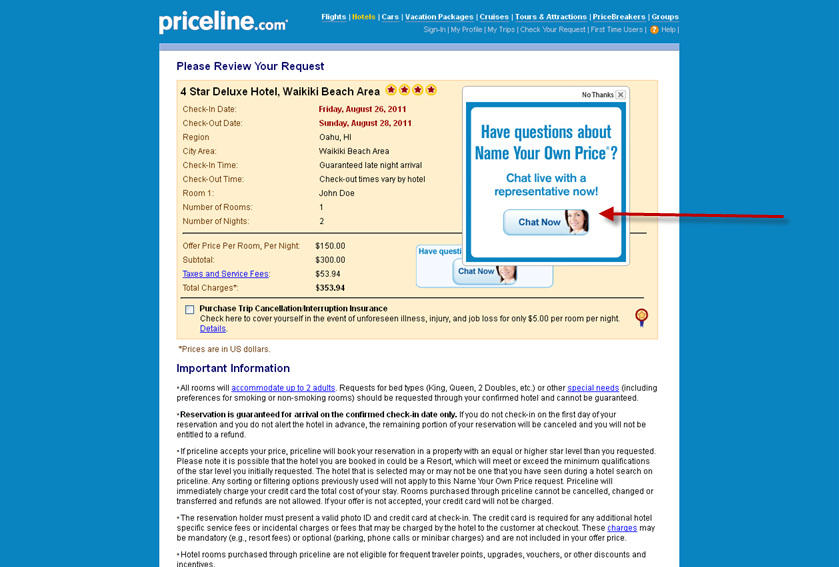 priceline.com
Flights | Hotels | Cars | Vacation Packages | Cruises | Tours & Attractions | PriceBreakers | Groups
Sign-In | My Profile | My Trips | Check Your Request | First Time Users | ? Help |
Please Review Your Request
4 Star Deluxe Hotel, Waikiki Beach Area
Check-In Date: Friday, August 26, 2011
Check-Out Date: Sunday, August 28, 2011
Region Oahu, HI
City Area: Waikiki Beach Area
Check-In Time: Guaranteed late night arrival
Check-Out Time: Check-out times vary by hotel
Room 1: John Doe
Number of Rooms: 1
Number of Nights: 2
No Thanks X
Have questions about
Name Your Own Price®?
Chat live with a
representative now!
Chat Now
Offer Price Per Room, Per Night: $150.00
Subtotal: $300.00
Taxes and Service Fees: $53.94
Total Charges*: $353.94
Have questi
Chat Now
Purchase Trip Cancellation/Interruption Insurance
Check here to cover yourself in the event of unforeseen illness, injury, and job loss for only $5.00 per room per night.
Details.
*Prices are in US dollars.
Important Information
•All rooms will accommodate up to 2 adults. Requests for bed types (King, Queen, 2 Doubles, etc.) or other special needs (including
preferences for smoking or non-smoking rooms) should be requested through your confirmed hotel and cannot be guaranteed.
•Reservation is guaranteed for arrival on the confirmed check-in date only. If you do not check-in on the first day of your
reservation and you do not alert the hotel in advance, the remaining portion of your reservation will be canceled and you will not be
entitled to a refund.
•If priceline accepts your price, priceline will book your reservation in a property with an equal or higher star level than you requested.
Please note it is possible that the hotel you are booked in could be a Resort, which will meet or exceed the minimum qualifications
of the star level you initially requested. The hotel that is selected may or may not be one that you have seen during a hotel search on
priceline. Any sorting or filtering options previously used will not apply to this Name Your Own Price request. Priceline will
immediately charge your credit card the total cost of your stay. Rooms purchased through priceline cannot be cancelled, changed or
transferred and refunds are not allowed. If your offer is not accepted, your credit card will not be charged.
•The reservation holder must present a valid photo ID and credit card at check-in. The credit card is required for any additional hotel
specific service fees or incidental charges or fees that may be charged by the hotel to the customer at checkout. These charges may
be mandatory (e.g., resort fees) or optional (parking, phone calls or minibar charges) and are not included in your offer price.
•Hotel rooms purchased through priceline are not eligible for frequent traveler points, upgrades, vouchers, or other discounts and
incentives.